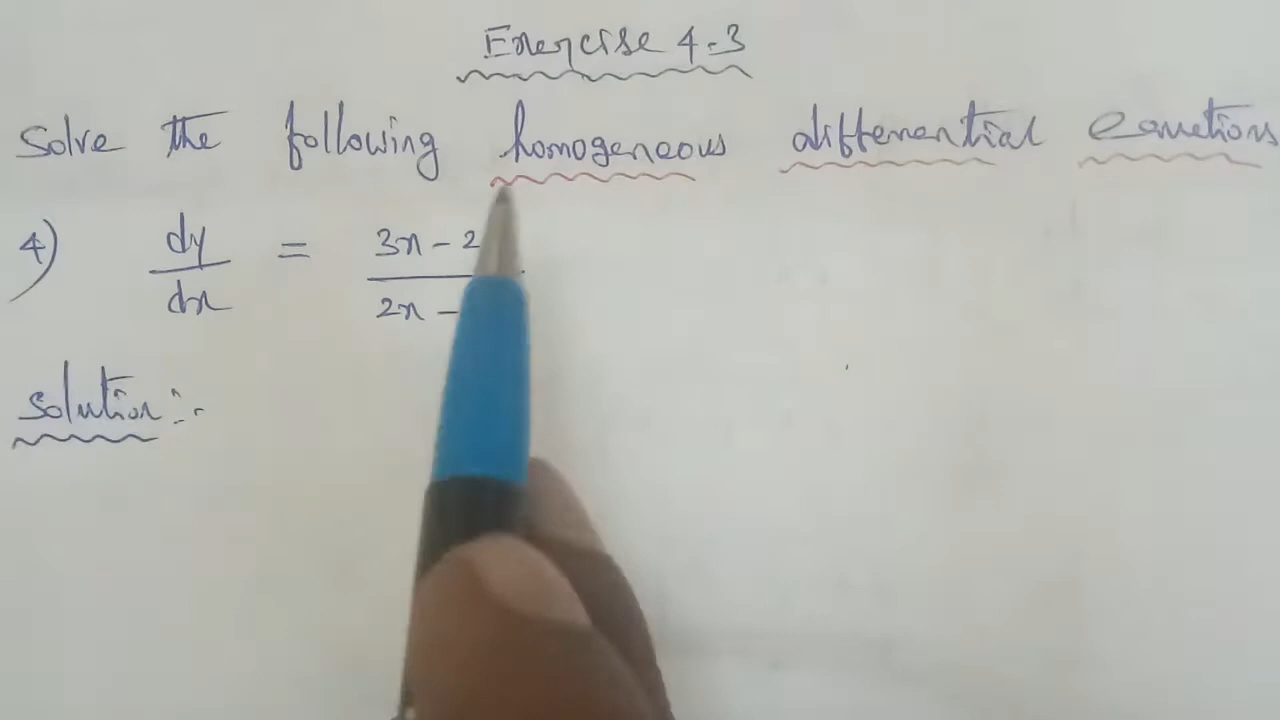 Exercise 4.3
Solve the following homogeneous differential equations
4) dy/dx = 3x - 2 / 2x -
Solution :-